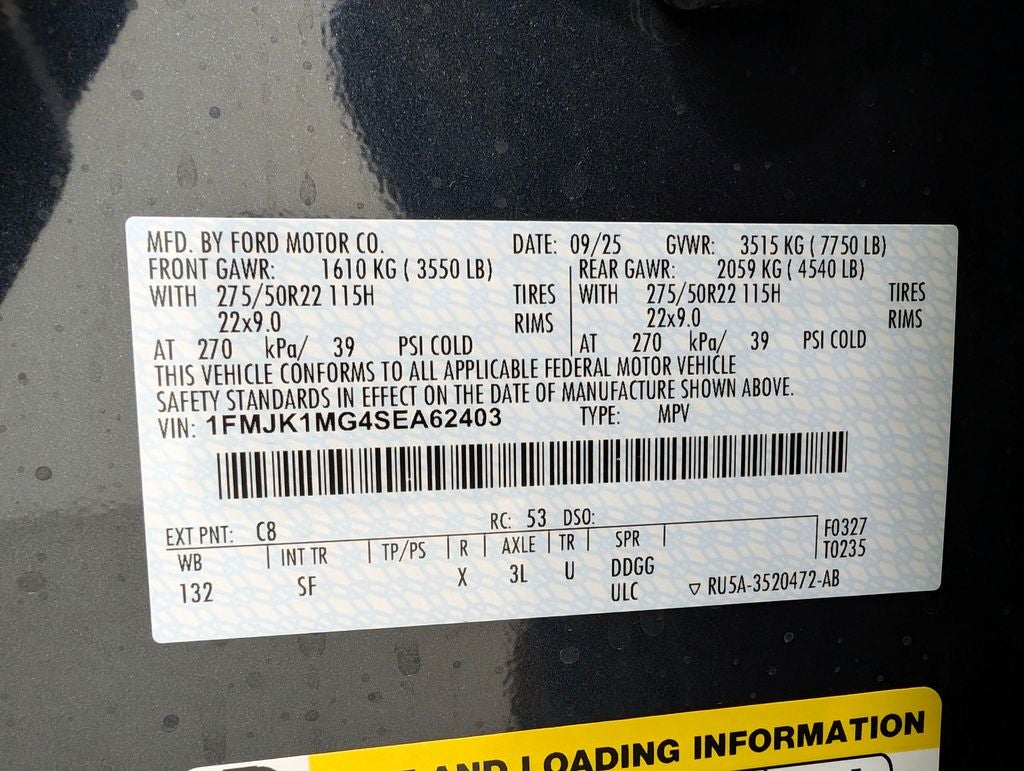 MFD. BY FORD MOTOR CO. DATE: 09/25 GVWR: 3515 KG ( 7750 LB)
FRONT GAWR: 1610 KG ( 3550 LB) REAR GAWR: 2059 KG ( 4540 LB)
WITH 275/50R22 115H TIRES WITH 275/50R22 115H TIRES
22x9.0 RIMS 22x9.0 RIMS
AT 270 kPa/ 39 PSI COLD AT 270 kPa/ 39 PSI COLD
THIS VEHICLE CONFORMS TO ALL APPLICABLE FEDERAL MOTOR VEHICLE
SAFETY STANDARDS IN EFFECT ON THE DATE OF MANUFACTURE SHOWN ABOVE.
VIN: 1FMJK1MG4SEA62403 TYPE: MPV
EXT PNT: C8 RC: 53 DSO:
WB INT TR TP/PS R AXLE TR SPR F0327
132 SF X 3L U DDGG T0235
ULC ▽ RU5A-3520472-AB
AND LOADING INFORMATION